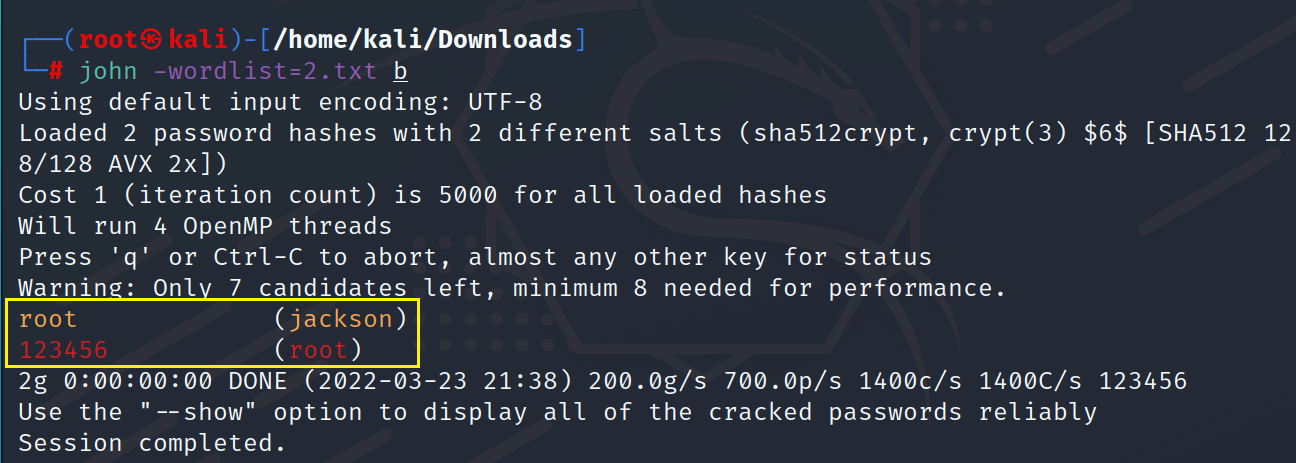 ┌──(root㉿kali)-[/home/kali/Downloads]
└─# john -wordlist=2.txt b
Using default input encoding: UTF-8
Loaded 2 password hashes with 2 different salts (sha512crypt, crypt(3) $6$ [SHA512 12
8/128 AVX 2x])
Cost 1 (iteration count) is 5000 for all loaded hashes
Will run 4 OpenMP threads
Press 'q' or Ctrl-C to abort, almost any other key for status
Warning: Only 7 candidates left, minimum 8 needed for performance.
root             (jackson)
123456           (root)
2g 0:00:00:00 DONE (2022-03-23 21:38) 200.0g/s 700.0p/s 1400c/s 1400C/s 123456
Use the "--show" option to display all of the cracked passwords reliably
Session completed.